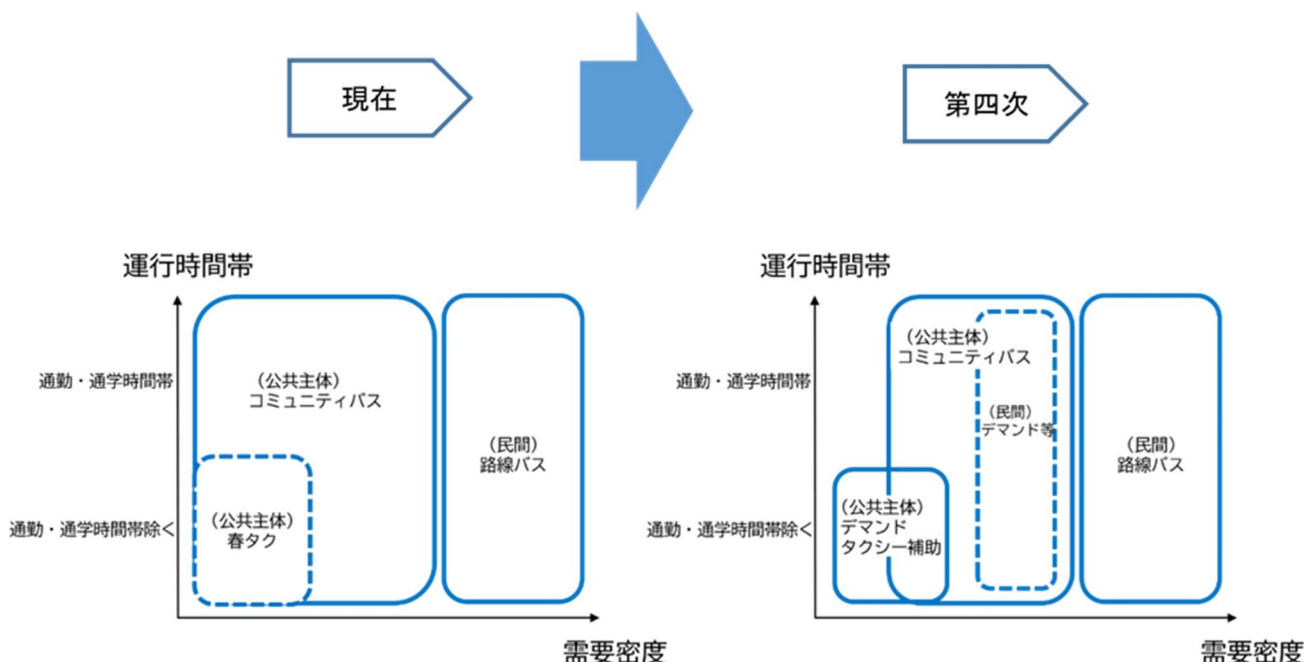 現在
第四次
運行時間帯
通勤・通学時間帯
通勤・通学時間帯除く
(公共主体)
コミュニティバス
(公共主体)
春タク
(民間)
路線バス
需要密度
運行時間帯
通勤・通学時間帯
通勤・通学時間帯除く
(公共主体)
コミュニティバス
(民間)
デマンド等
(公共主体)
デマンド
タクシー補助
(民間)
路線バス
需要密度